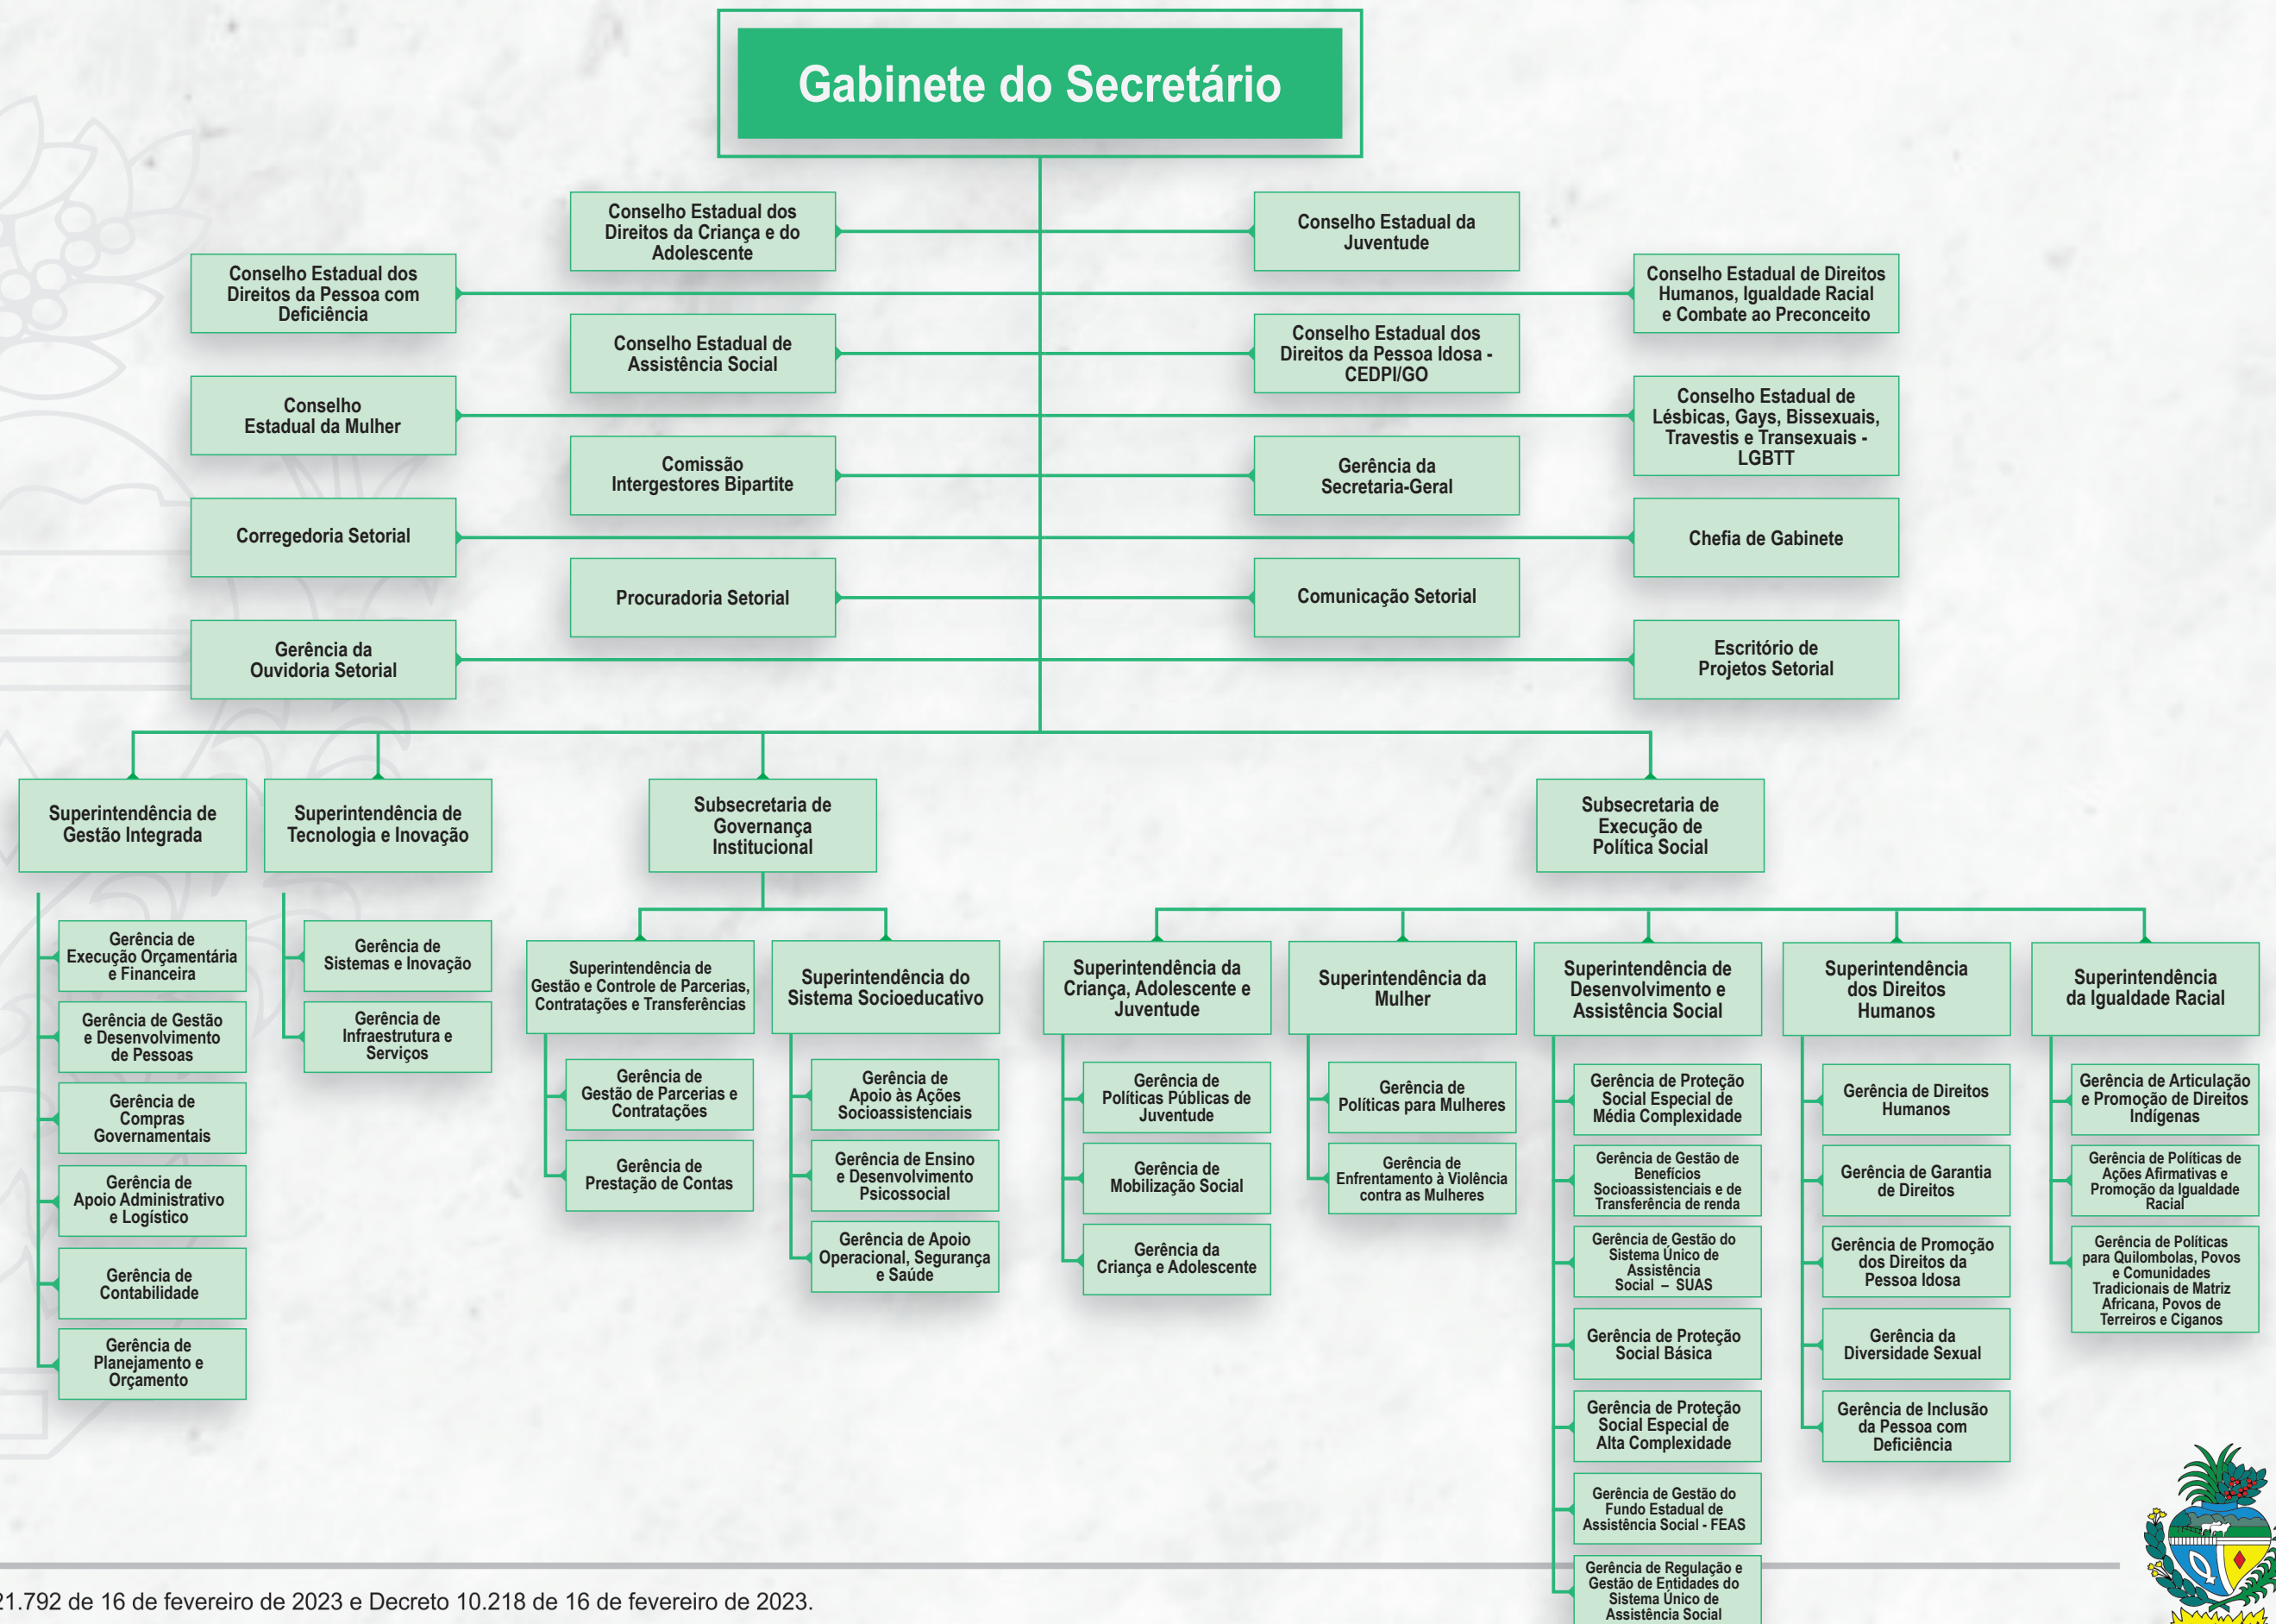 Gabinete do Secretário
Conselho Estadual dos
Direitos da Criança e do
Adolescente
Conselho Estadual da
Juventude
Conselho Estadual dos
Direitos da Pessoa com
Deficiência
Conselho Estadual de Direitos
Humanos, Igualdade Racial
e Combate ao Preconceito
Conselho Estadual de
Assistência Social
Conselho Estadual dos
Direitos da Pessoa Idosa -
CEDPI/GO
Conselho
Estadual da Mulher
Conselho Estadual de
Lésbicas, Gays, Bissexuais,
Travestis e Transexuais -
LGBTT
Comissão
Intergestores Bipartite
Gerência da
Secretaria-Geral
Corregedoria Setorial
Chefia de Gabinete
Procuradoria Setorial
Comunicação Setorial
Gerência da
Ouvidoria Setorial
Escritório de
Projetos Setorial
Superintendência de
Gestão Integrada
Superintendência de
Tecnologia e Inovação
Subsecretaria de
Governança
Institucional
Subsecretaria de
Execução de
Política Social
Gerência de
Execução Orçamentária
e Financeira
Gerência de Gestão
e Desenvolvimento
de Pessoas
Gerência de
Compras
Governamentais
Gerência de
Apoio Administrativo
e Logístico
Gerência de
Contabilidade
Gerência de
Planejamento e
Orçamento
Gerência de
Sistemas e Inovação
Gerência de
Infraestrutura e
Serviços
Superintendência de
Gestão e Controle de Parcerias,
Contratações e Transferências
Gerência de
Gestão de Parcerias e
Contratações
Gerência de
Prestação de Contas
Superintendência do
Sistema Socioeducativo
Gerência de
Apoio às Ações
Socioassistenciais
Gerência de Ensino
e Desenvolvimento
Psicossocial
Gerência de Apoio
Operacional, Segurança
e Saúde
Superintendência da
Criança, Adolescente e
Juventude
Gerência de
Políticas Públicas de
Juventude
Gerência de
Mobilização Social
Gerência da
Criança e Adolescente
Superintendência da
Mulher
Gerência de
Políticas para Mulheres
Gerência de
Enfrentamento à Violência
contra as Mulheres
Superintendência de
Desenvolvimento e
Assistência Social
Gerência de Proteção
Social Especial de
Média Complexidade
Gerência de Gestão de
Benefícios
Socioassistenciais e de
Transferência de renda
Gerência de Gestão do
Sistema Único de
Assistência
Social – SUAS
Gerência de Proteção
Social Básica
Gerência de Proteção
Social Especial de
Alta Complexidade
Gerência de Gestão do
Fundo Estadual de
Assistência Social - FEAS
Gerência de Regulação e
Gestão de Entidades do
Sistema Único de
Assistência Social
Superintendência
dos Direitos
Humanos
Gerência de Direitos
Humanos
Gerência de Garantia
de Direitos
Gerência de Promoção
dos Direitos da
Pessoa Idosa
Gerência da
Diversidade Sexual
Gerência de Inclusão
da Pessoa com
Deficiência
Superintendência
da Igualdade Racial
Gerência de Articulação
e Promoção de Direitos
Indígenas
Gerência de Políticas de
Ações Afirmativas e
Promoção da Igualdade
Racial
Gerência de Políticas
para Quilombolas, Povos
e Comunidades
Tradicionais de Matriz
Africana, Povos de
Terreiros e Ciganos
21.792 de 16 de fevereiro de 2023 e Decreto 10.218 de 16 de fevereiro de 2023.